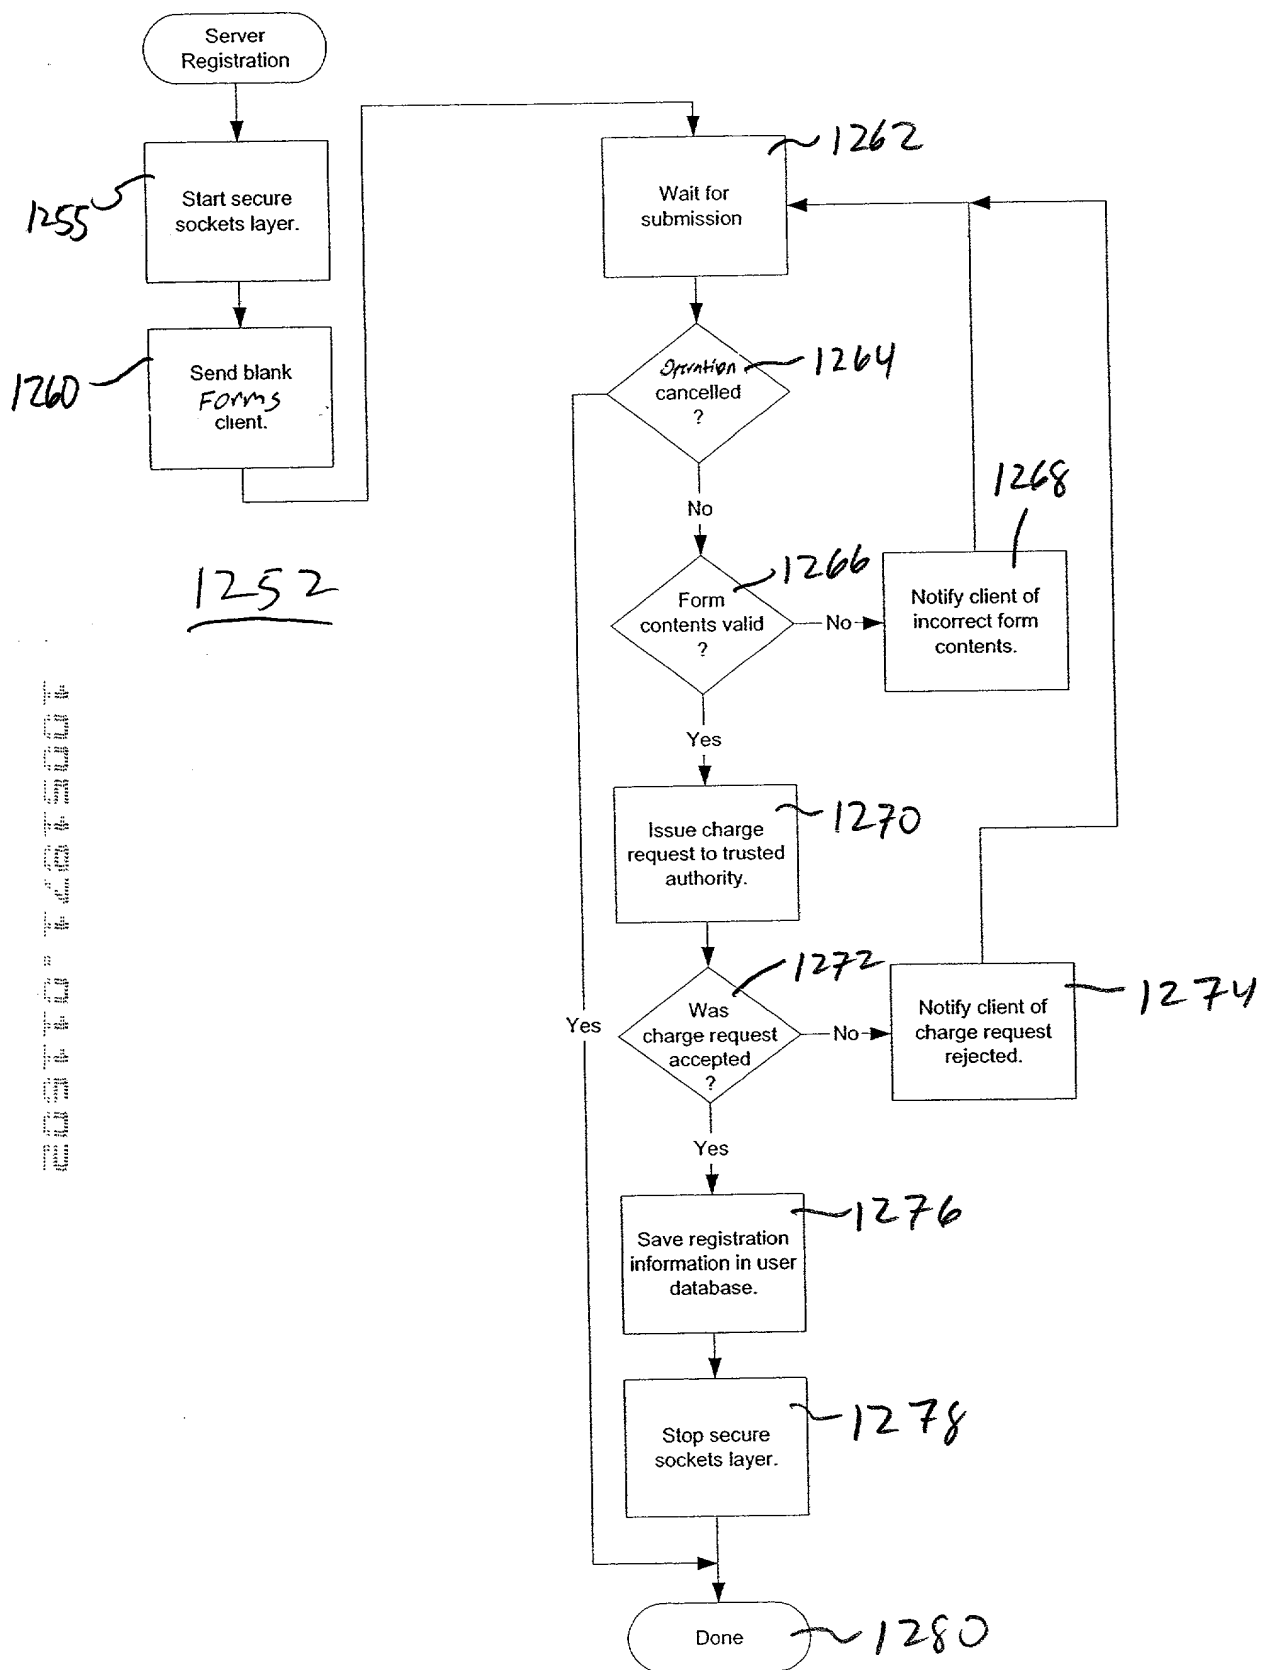 Server
Registration
1255
Start secure
sockets layer.
1260
Send blank
Forms
client.
1252
1262
Wait for
submission
1264
Operation
cancelled
?
No
1266
Form
contents valid
?
No
1268
Notify client of
incorrect form
contents.
Yes
1270
Issue charge
request to trusted
authority.
1272
Was
charge request
accepted
?
No
1274
Notify client of
charge request
rejected.
Yes
Yes
1276
Save registration
information in user
database.
1278
Stop secure
sockets layer.
Done
1280
10051971.011502